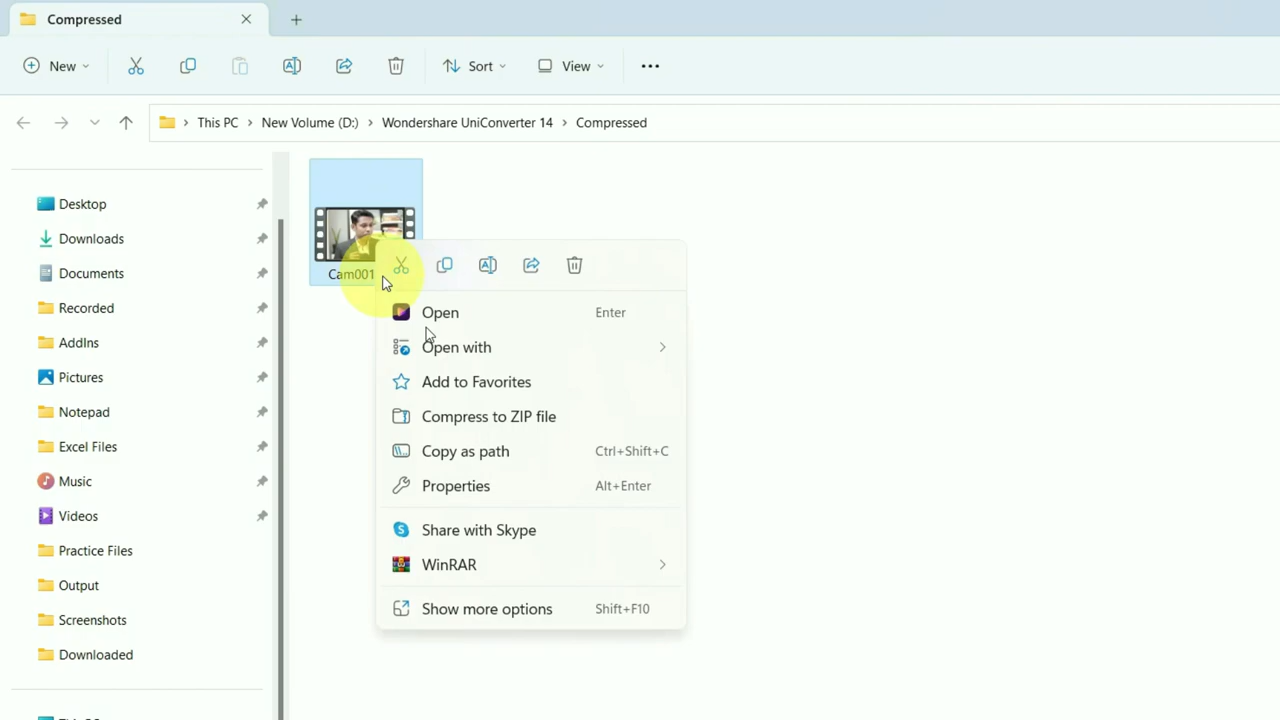 Compressed
New
Sort
View
This PC > New Volume (D:) > Wondershare UniConverter 14 > Compressed
Desktop
Downloads
Documents
Recorded
AddIns
Pictures
Notepad
Excel Files
Music
Videos
Practice Files
Output
Screenshots
Downloaded
Cam001
Open Enter
Open with
Add to Favorites
Compress to ZIP file
Copy as path Ctrl+Shift+C
Properties Alt+Enter
Share with Skype
WinRAR
Show more options Shift+F10